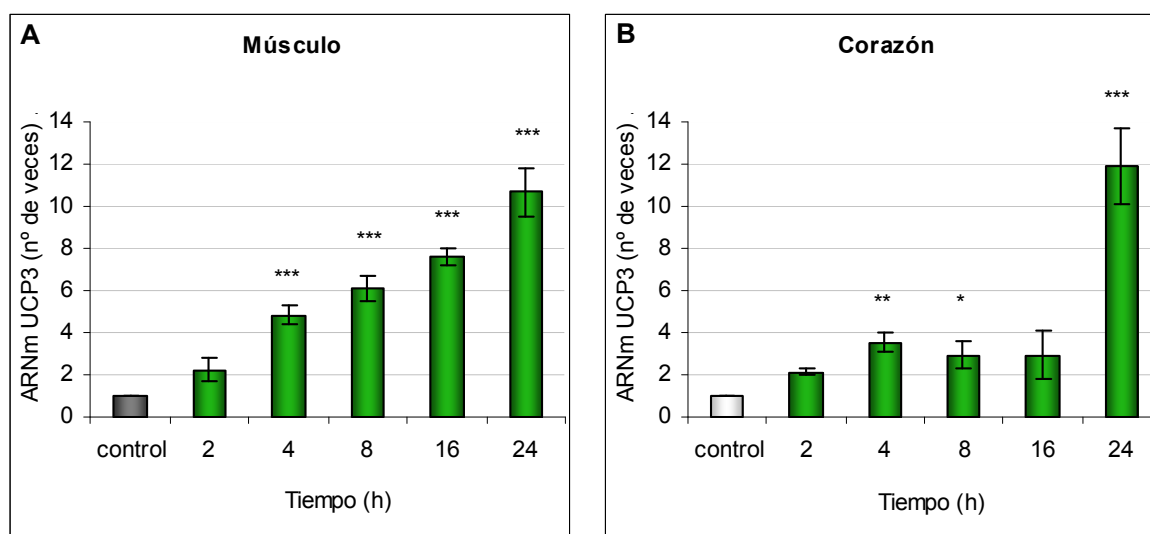 A
Músculo
ARNm UCP3 (nº de veces) .
14
12
10
8
6
4
2
0
***
***
***
***
control 2 4 8 16 24
Tiempo (h)
B
Corazón
ARNm UCP3 (nº de veces) .
14
12
10
8
6
4
2
0
***
**
*
control 2 4 8 16 24
Tiempo (h)